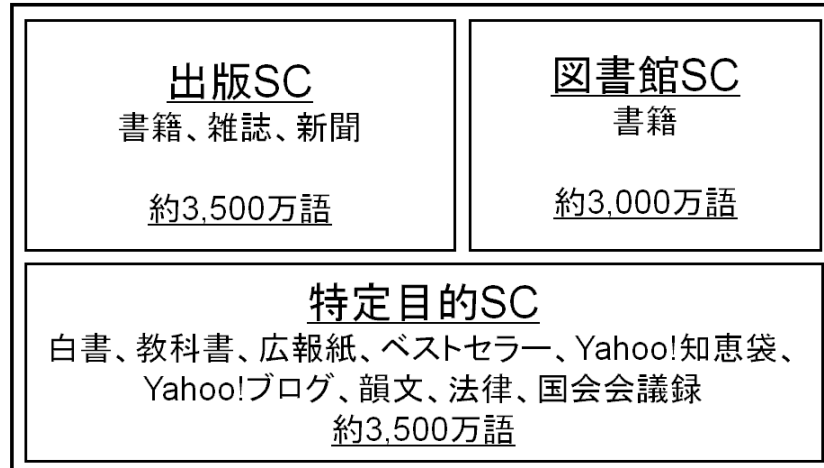 出版SC
書籍、雑誌、新聞
約3,500万語
図書館SC
書籍
約3,000万語
特定目的SC
白書、教科書、広報紙、ベストセラー、Yahoo!知恵袋、
Yahoo!ブログ、韻文、法律、国会会議録
約3,500万語